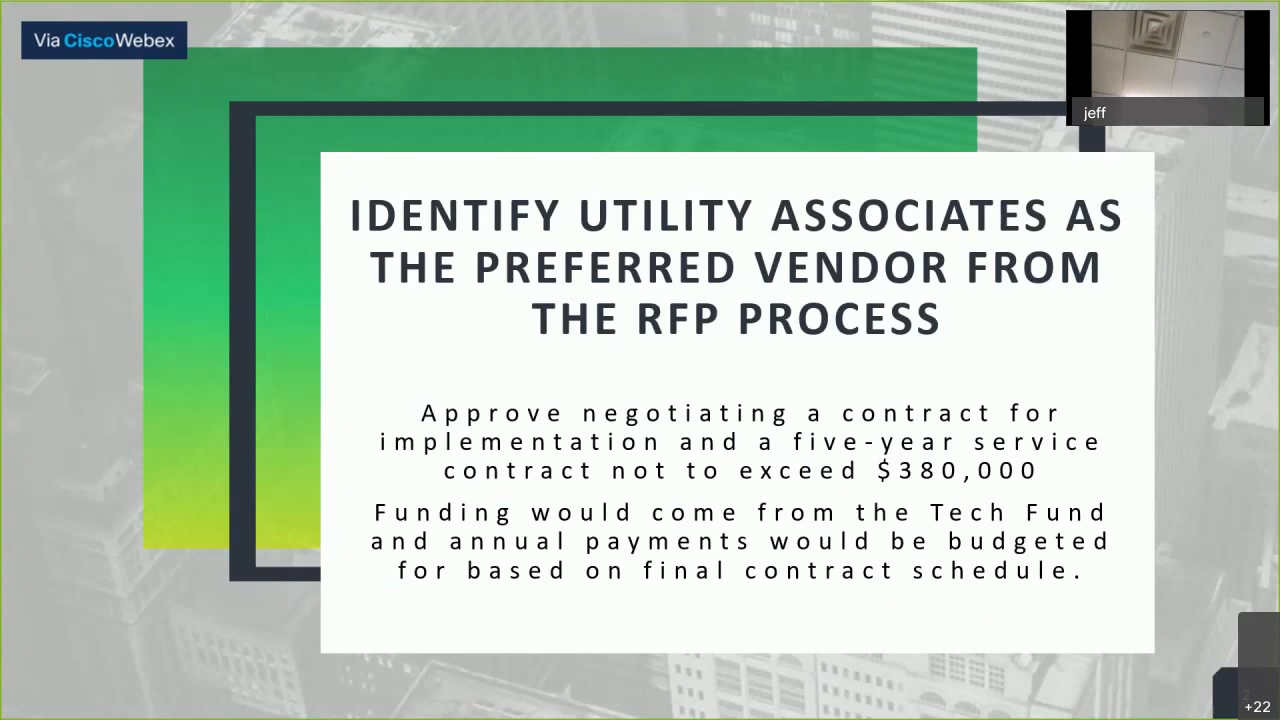 Via CiscoWebex
jeff
IDENTIFY UTILITY ASSOCIATES AS
THE PREFERRED VENDOR FROM
THE RFP PROCESS
Approve negotiating a contract for
implementation and a five-year service
contract not to exceed $380,000
Funding would come from the Tech Fund
and annual payments would be budgeted
for based on final contract schedule.
2
+22